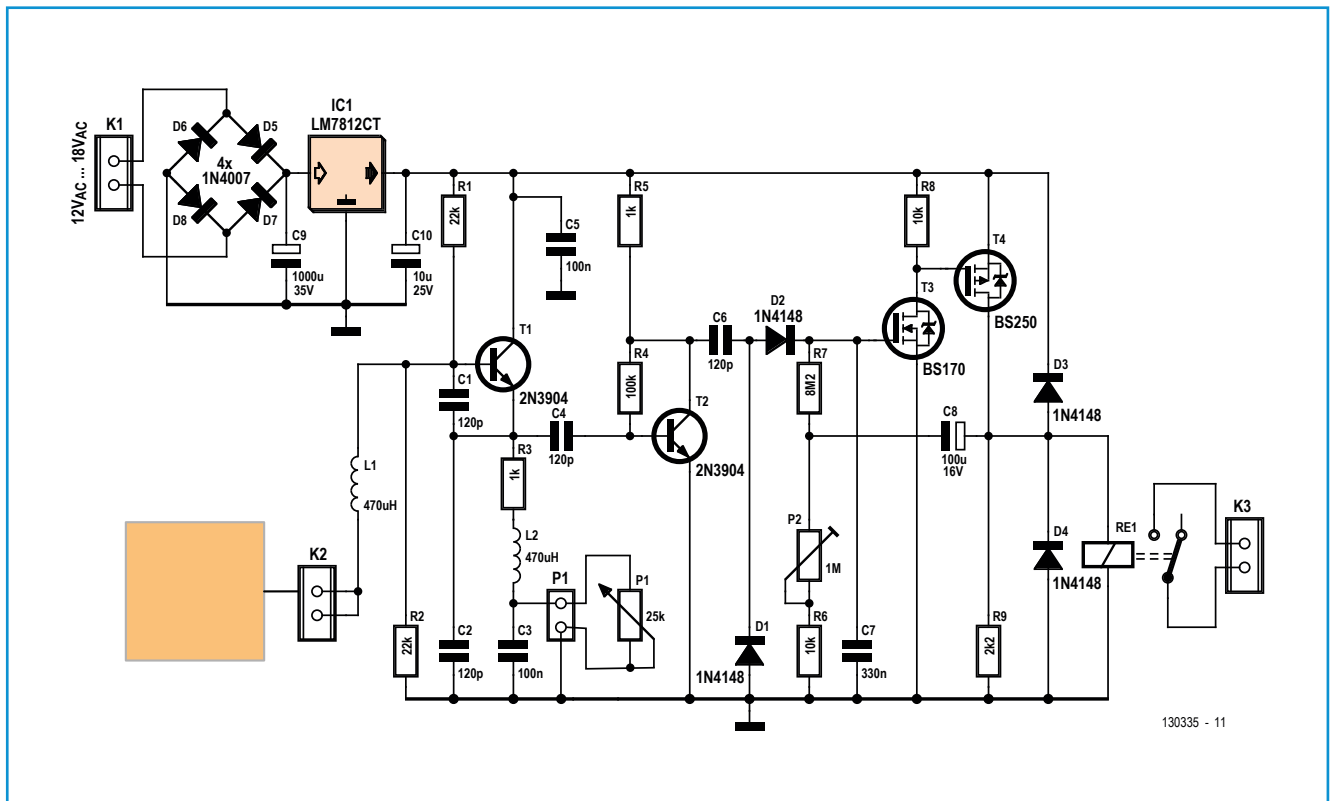 K1
12VAC ... 18VAC
D6
D5
4x
1N4007
D8
D7
C9
1000u
35V
IC1
LM7812CT
C10
10u
25V
R1
22k
C5
100n
T1
2N3904
C1
120p
C4
120p
R5
1k
R4
100k
T2
2N3904
C6
120p
D2
1N4148
R7
8M2
R8
10k
T3
BS170
T4
BS250
D3
1N4148
C8
100u
16V
L1
470uH
K2
R2
22k
C2
120p
R3
1k
L2
470uH
C3
100n
P1
P1
25k
D1
1N4148
P2
1M
R6
10k
C7
330n
R9
2k2
D4
1N4148
RE1
K3
130335 - 11